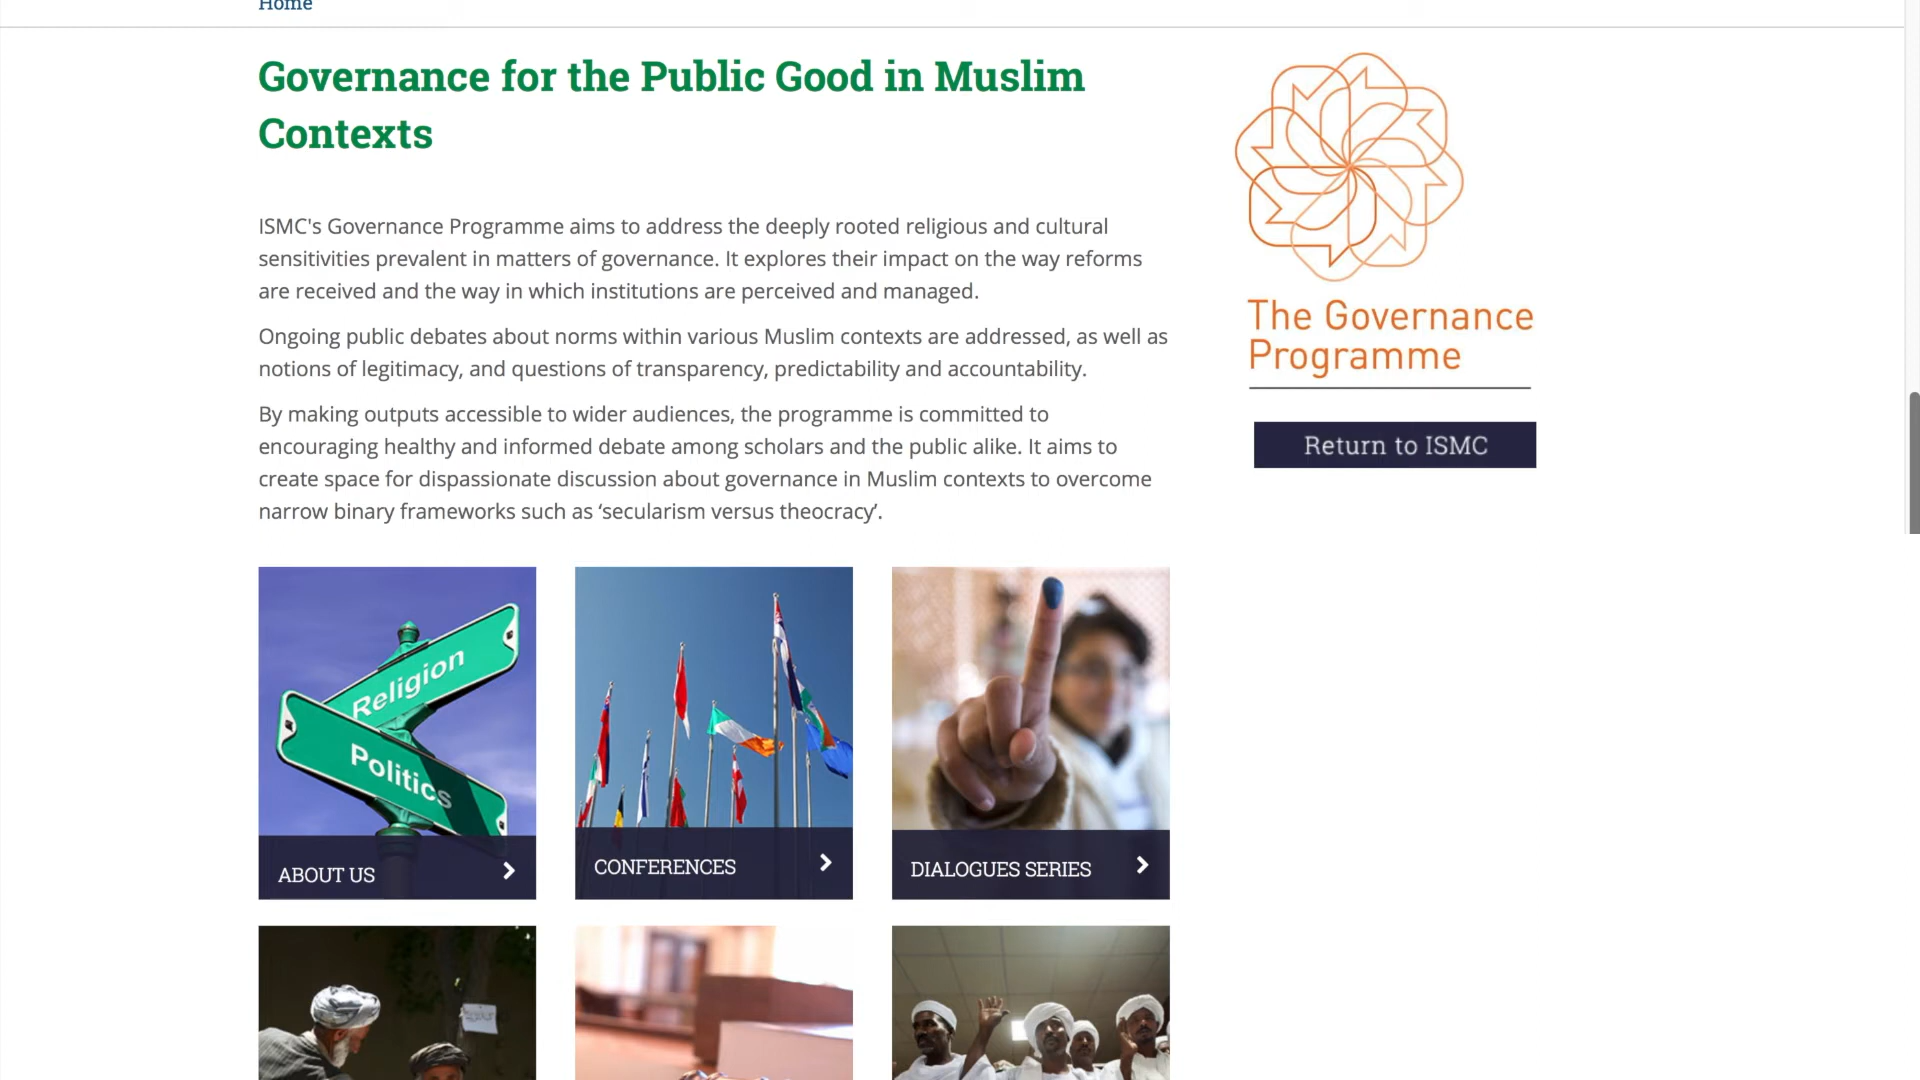 Home
Governance for the Public Good in Muslim
Contexts
ISMC's Governance Programme aims to address the deeply rooted religious and cultural
sensitivities prevalent in matters of governance. It explores their impact on the way reforms
are received and the way in which institutions are perceived and managed.
Ongoing public debates about norms within various Muslim contexts are addressed, as well as
notions of legitimacy, and questions of transparency, predictability and accountability.
By making outputs accessible to wider audiences, the programme is committed to
encouraging healthy and informed debate among scholars and the public alike. It aims to
create space for dispassionate discussion about governance in Muslim contexts to overcome
narrow binary frameworks such as ‘secularism versus theocracy’.
The Governance
Programme
Return to ISMC
Religion
Politics
ABOUT US
CONFERENCES
DIALOGUES SERIES